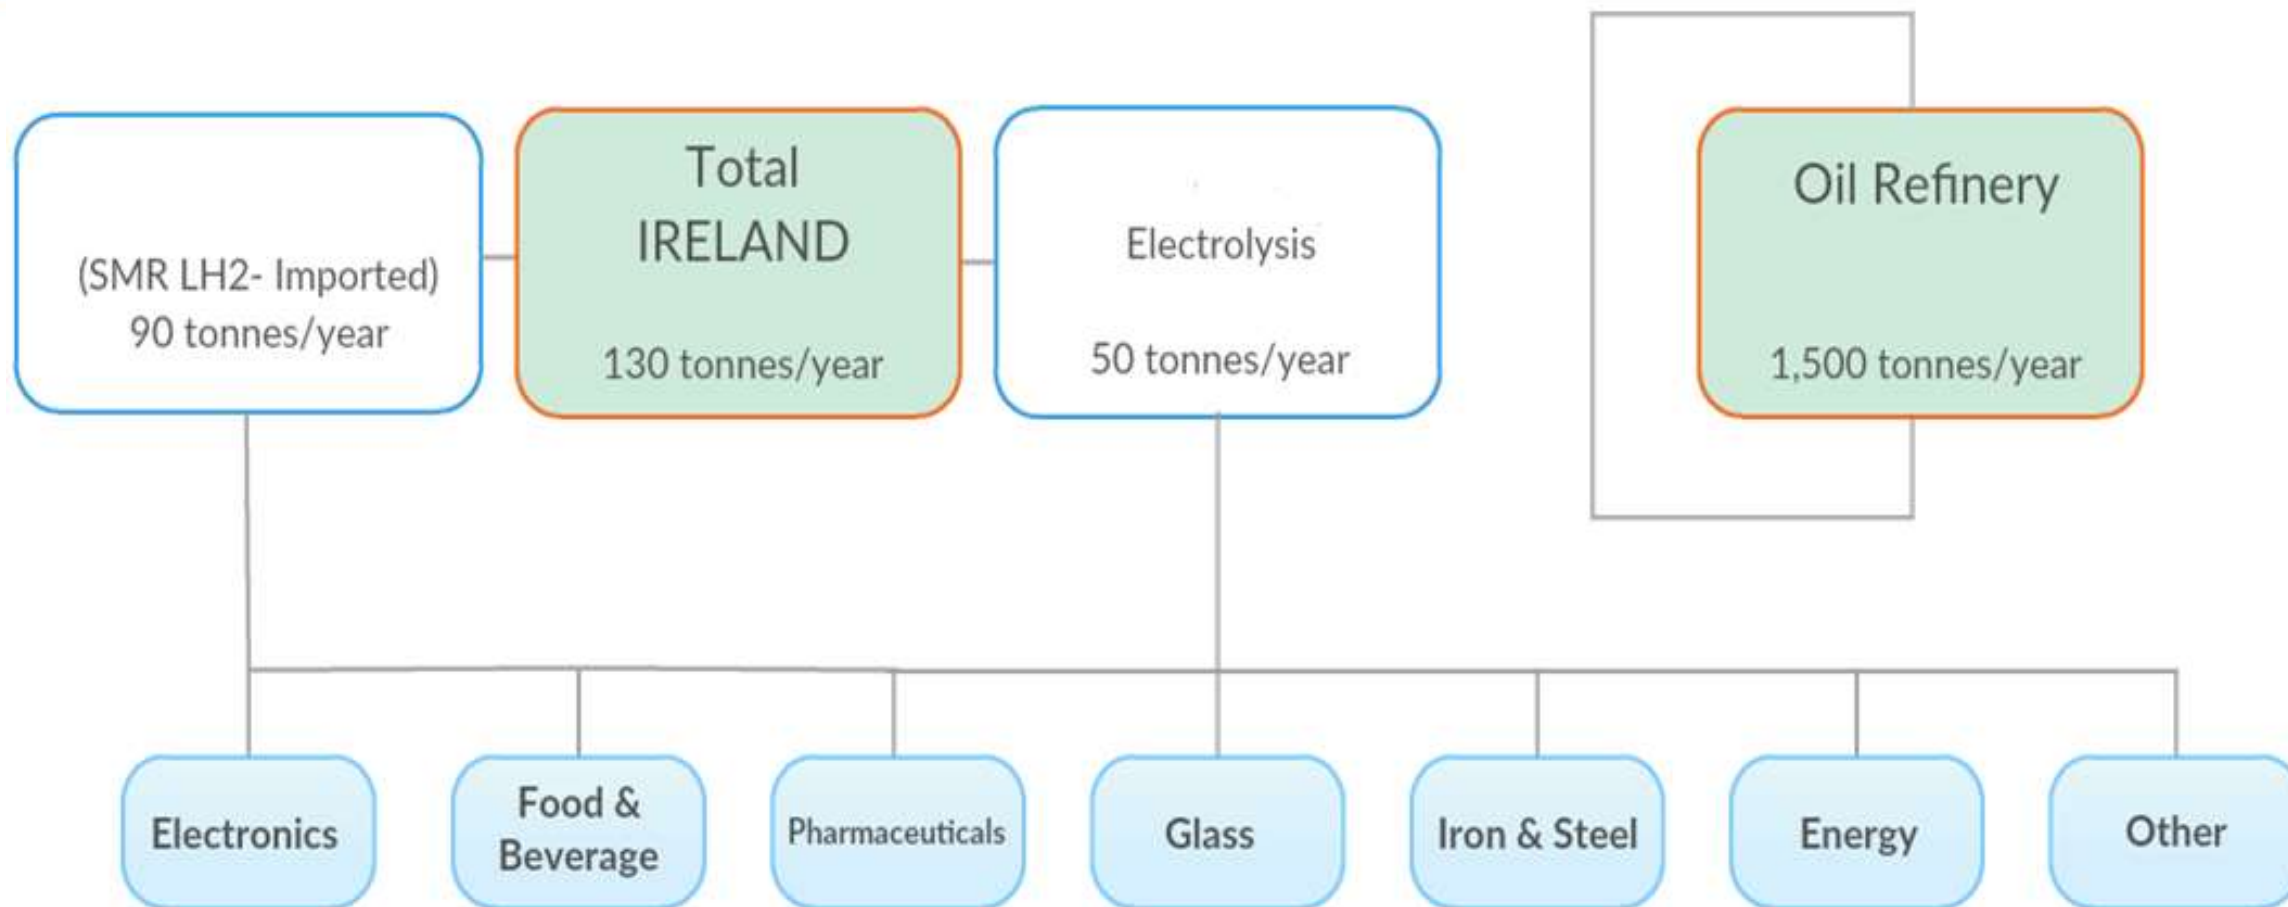 (SMR LH2- Imported)
90 tonnes/year
Total
IRELAND
130 tonnes/year
Electrolysis
50 tonnes/year
Oil Refinery
1,500 tonnes/year
Electronics
Food &
Beverage
Pharmaceuticals
Glass
Iron & Steel
Energy
Other